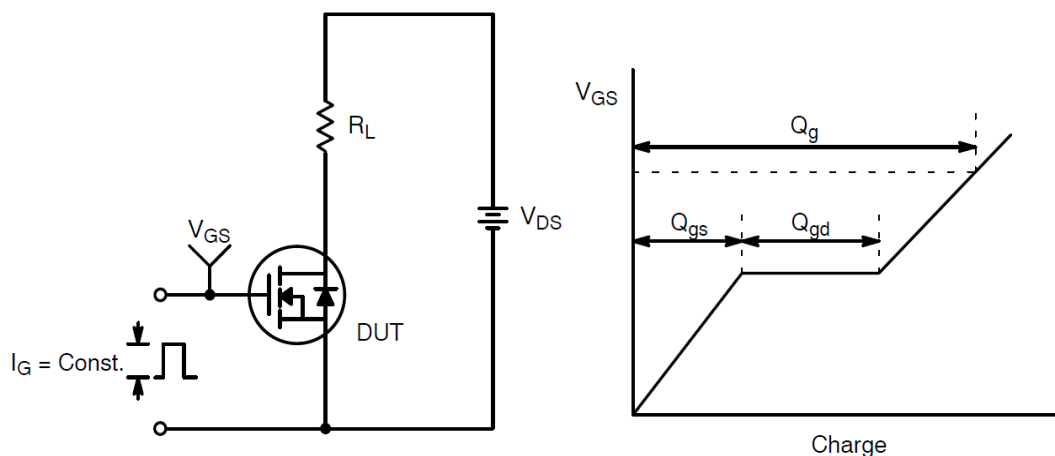 R_L
V_DS
V_GS
DUT
I_G = Const.
V_GS
Q_g
Q_gs
Q_gd
Charge